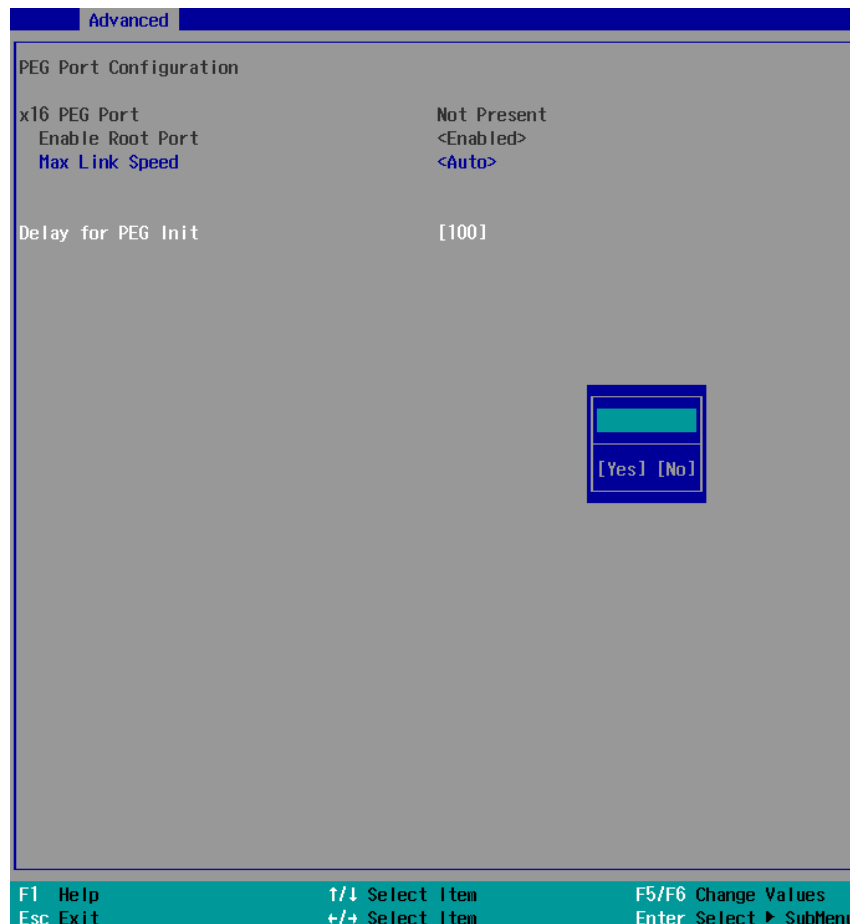 Advanced
PEG Port Configuration
x16 PEG Port Not Present
Enable Root Port <Enabled>
Max Link Speed <Auto>
Delay for PEG Init [100]
[Yes] [No]
F1 Help ↑/↓ Select Item F5/F6 Change Values
Esc Exit ←/→ Select Item Enter Select ▶ SubMenu